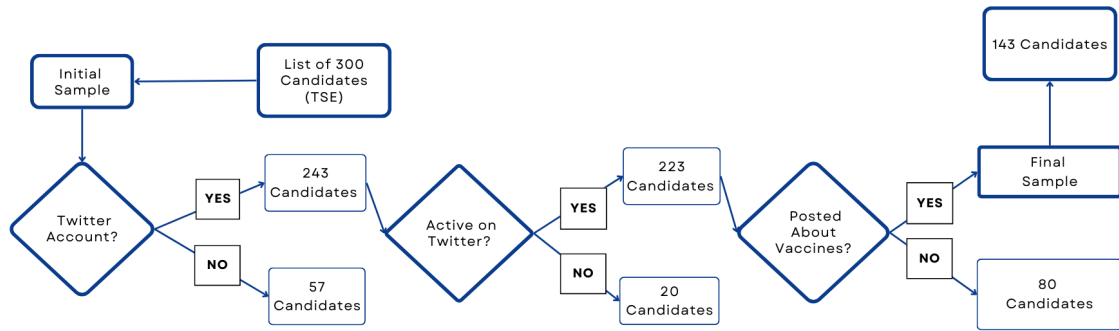 Initial
Sample
List of 300
Candidates
(TSE)
Twitter
Account?
YES
243
Candidates
NO
57
Candidates
Active on
Twitter?
YES
223
Candidates
NO
20
Candidates
Posted
About
Vaccines?
YES
Final
Sample
143 Candidates
NO
80
Candidates